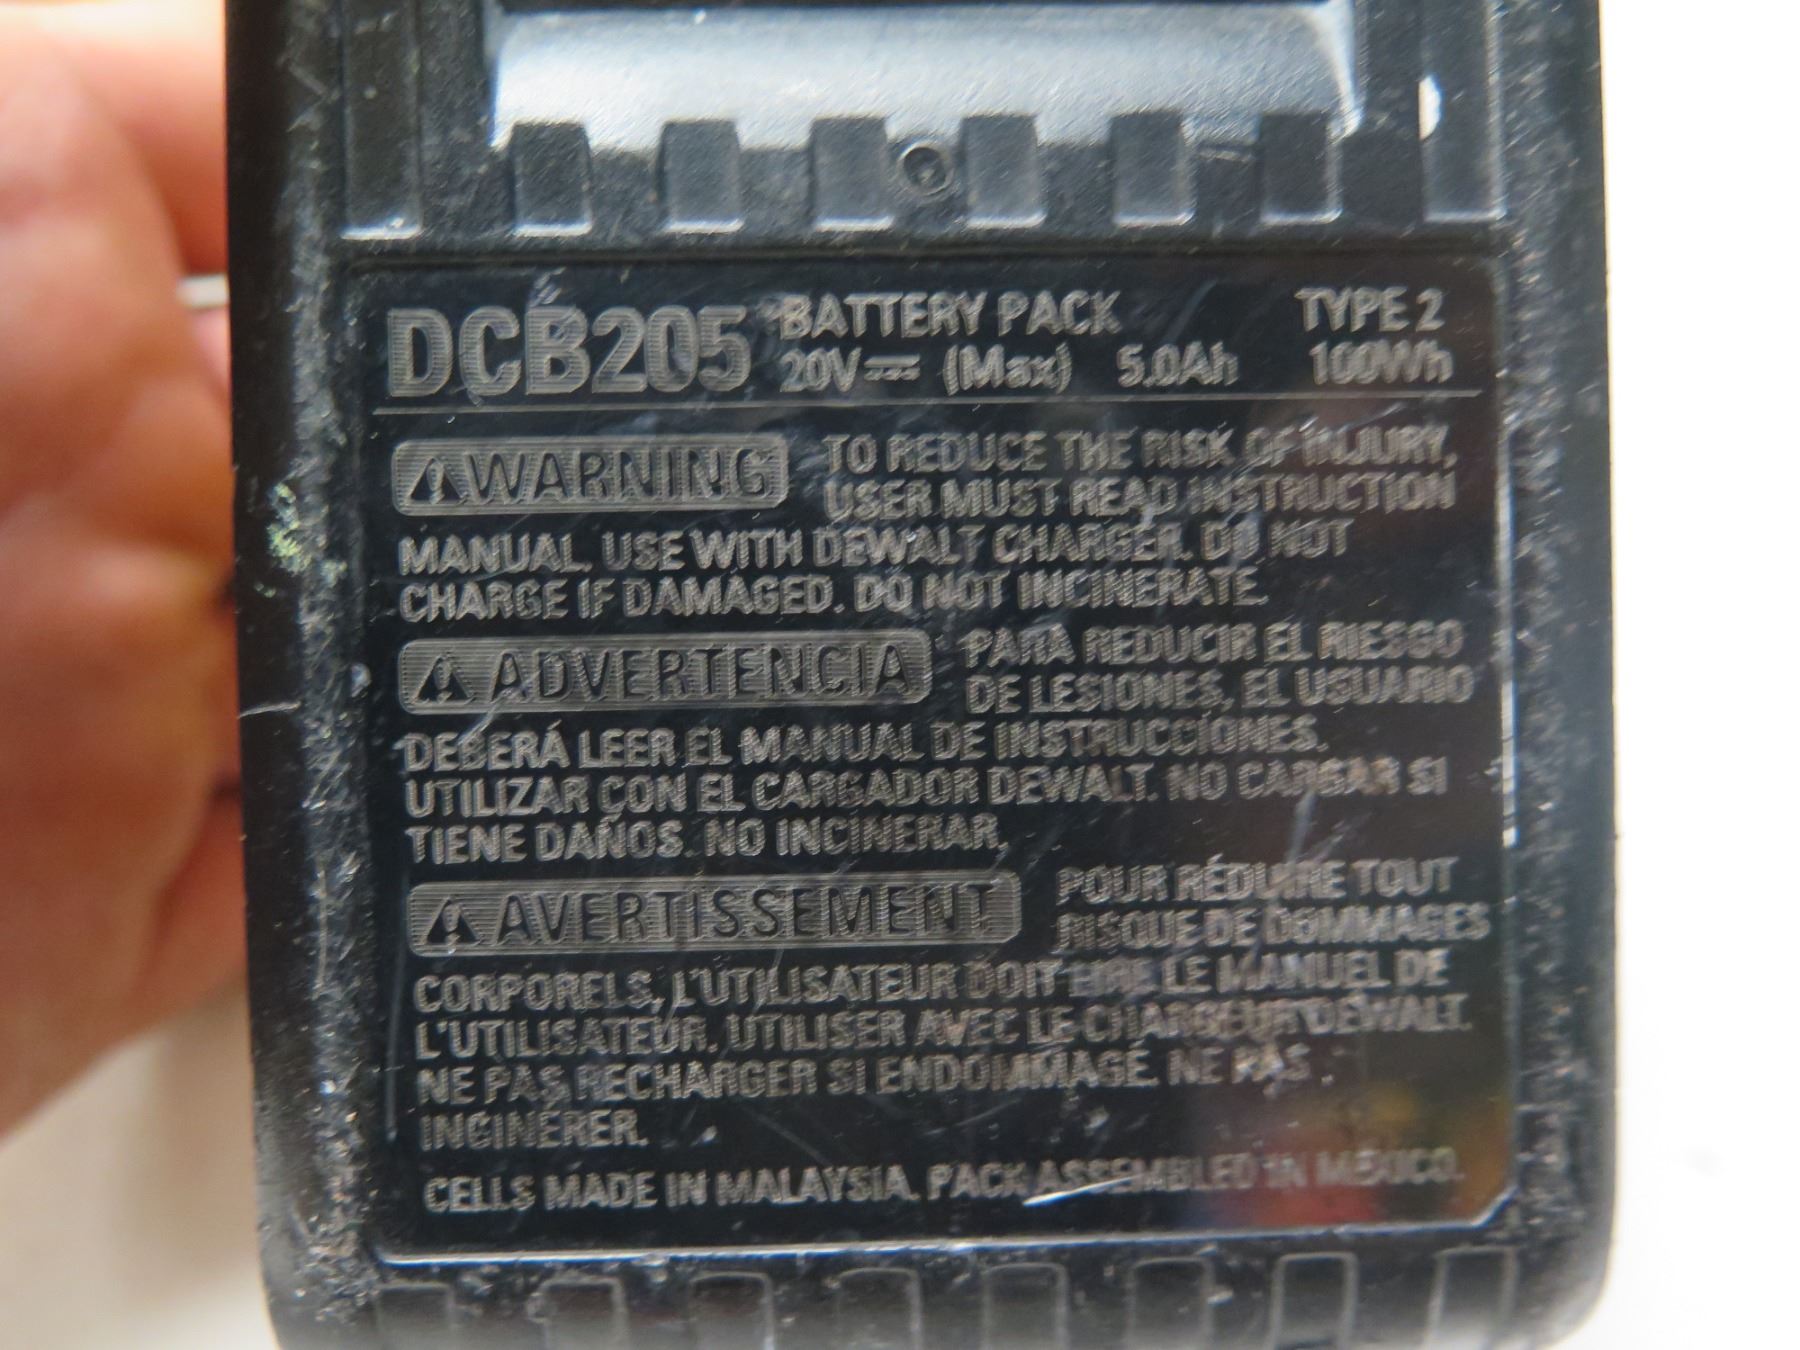 DCB205 BATTERY PACK TYPE 2
20V⎓ (Max) 5.0Ah 100Wh
⚠WARNING TO REDUCE THE RISK OF INJURY,
USER MUST READ INSTRUCTION
MANUAL. USE WITH DEWALT CHARGER. DO NOT
CHARGE IF DAMAGED. DO NOT INCINERATE.
⚠ADVERTENCIA PARA REDUCIR EL RIESGO
DE LESIONES, EL USUARIO
DEBERÁ LEER EL MANUAL DE INSTRUCCIONES.
UTILIZAR CON EL CARGADOR DEWALT. NO CARGAR SI
TIENE DAÑOS. NO INCINERAR.
⚠AVERTISSEMENT POUR RÉDUIRE TOUT
RISQUE DE DOMMAGES
CORPORELS, L'UTILISATEUR DOIT LIRE LE MANUEL DE
L'UTILISATEUR. UTILISER AVEC LE CHARGEUR DEWALT.
NE PAS RECHARGER SI ENDOMMAGÉ. NE PAS
INCINÉRER.
CELLS MADE IN MALAYSIA. PACK ASSEMBLED IN MEXICO.